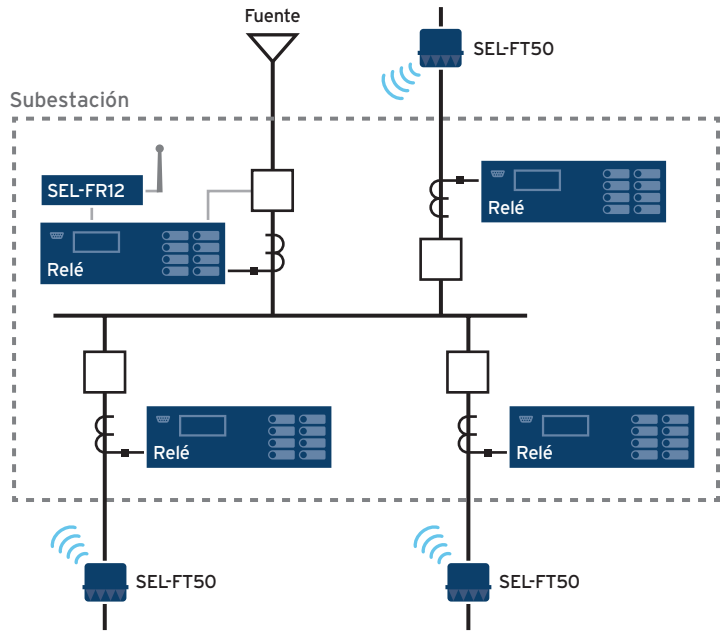 Fuente
SEL-FT50
Subestación
SEL-FR12
Relé
Relé
Relé
Relé
SEL-FT50
SEL-FT50